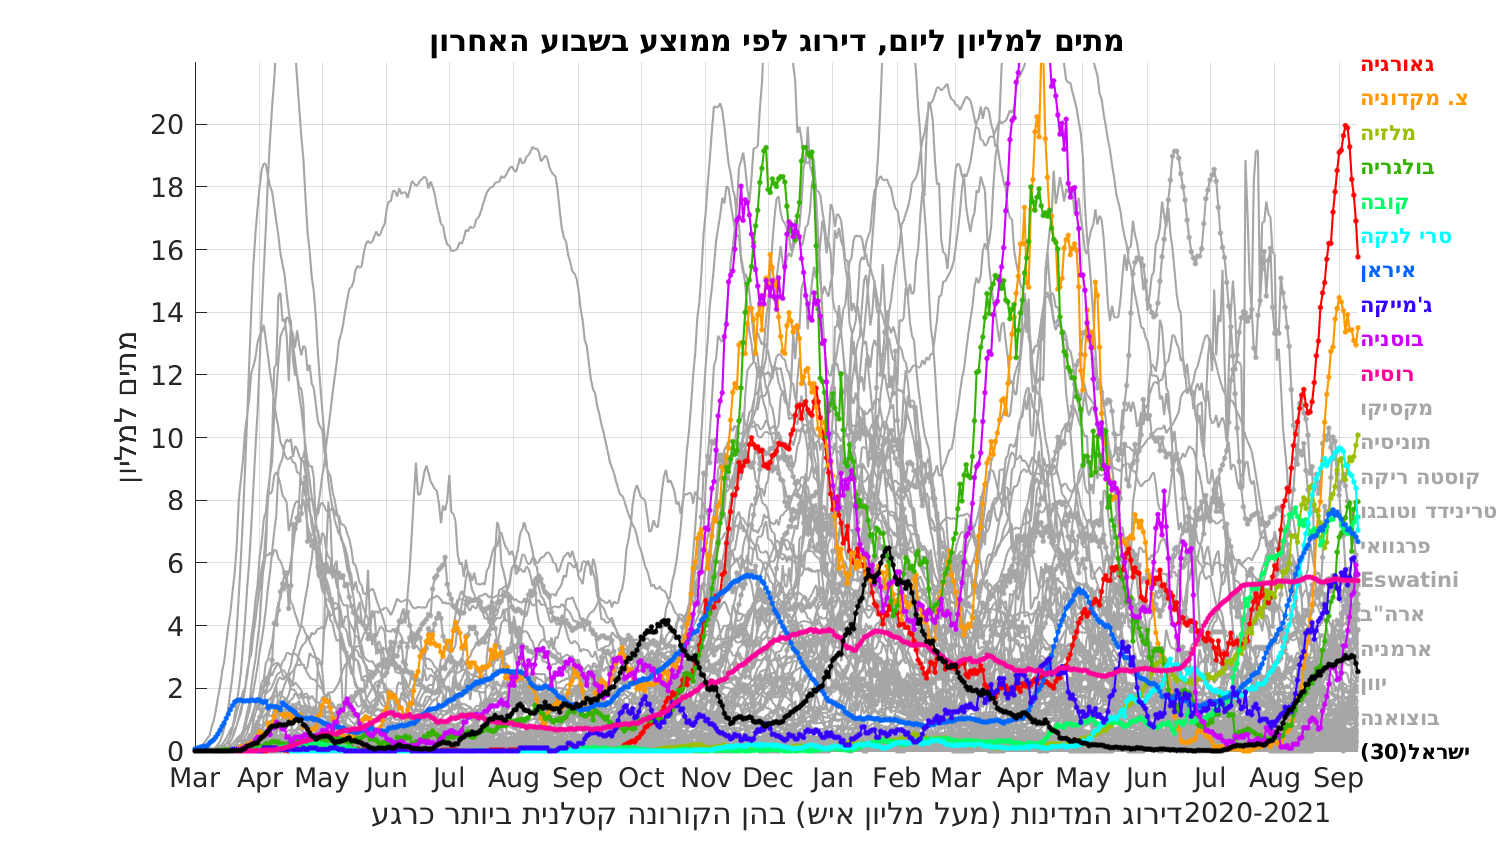 מתים למליון ליום, דירוג לפי ממוצע בשבוע האחרון
מתים למליון
20
18
16
14
12
10
8
6
4
2
0
Mar Apr May Jun Jul Aug Sep Oct Nov Dec Jan Feb Mar Apr May Jun Jul Aug Sep
דירוג המדינות (מעל מליון איש) בהן הקורונה קטלנית ביותר כרגע2020-2021
גאורגיה
צ. מקדוניה
מלזיה
בולגריה
קובה
סרי לנקה
איראן
ג'מייקה
בוסניה
רוסיה
מקסיקו
תוניסיה
קוסטה ריקה
טרינידד וטובגו
פרגוואי
Eswatini
ארה"ב
ארמניה
יוון
בוצואנה
ישראל(30)